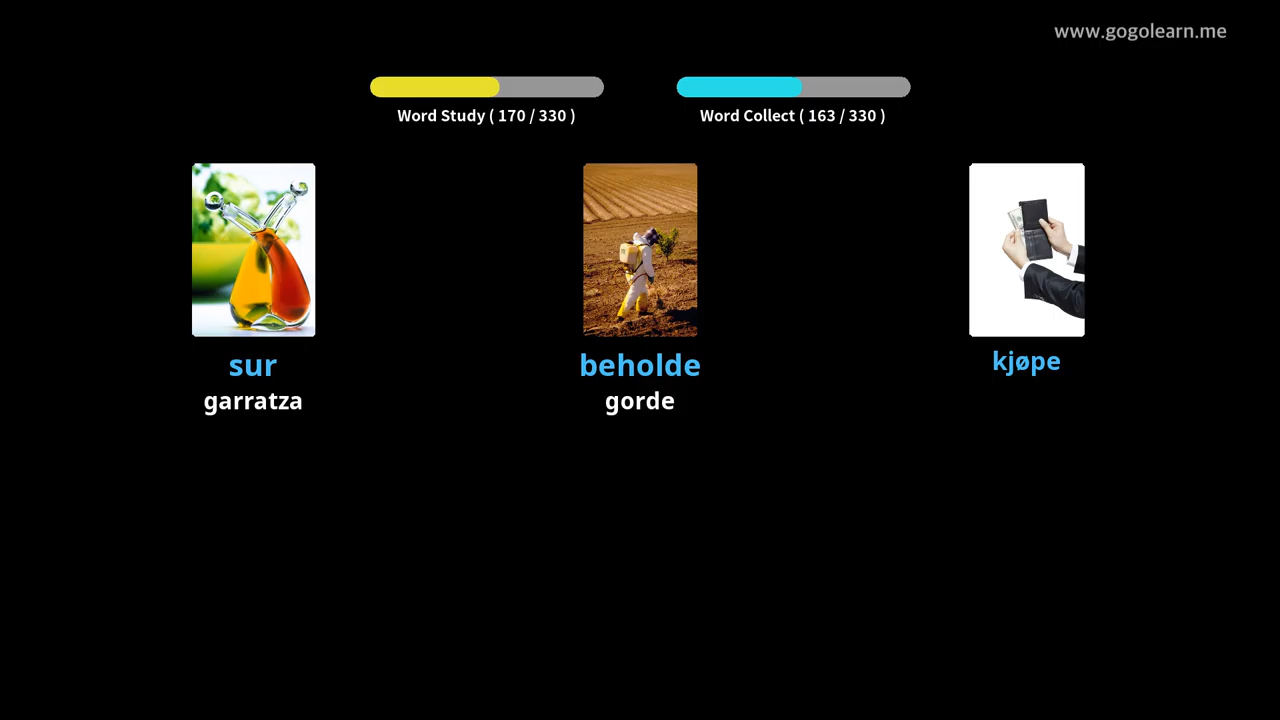 www.gogolearn.me
Word Study ( 170 / 330 )
Word Collect ( 163 / 330 )
sur
garratza
beholde
gorde
kjøpe